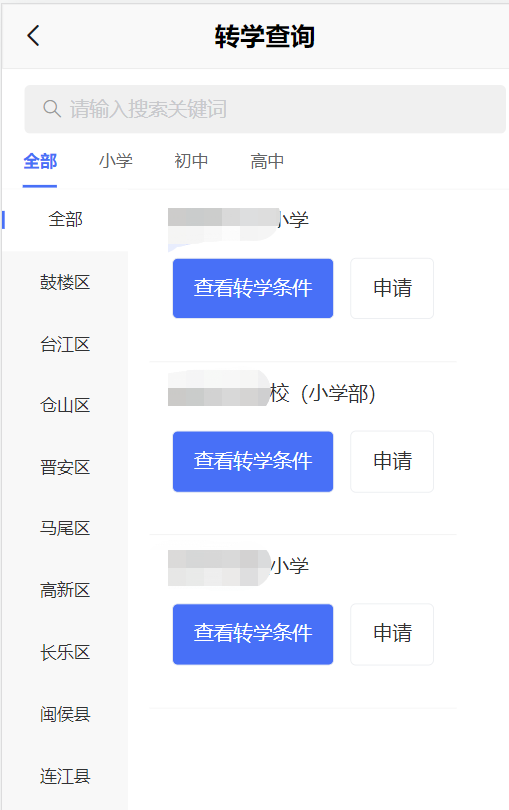 转学查询
请输入搜索关键词
全部 小学 初中 高中
全部
鼓楼区
台江区
仓山区
晋安区
马尾区
高新区
长乐区
闽侯县
连江县
小学
查看转学条件 申请
校（小学部）
查看转学条件 申请
小学
查看转学条件 申请